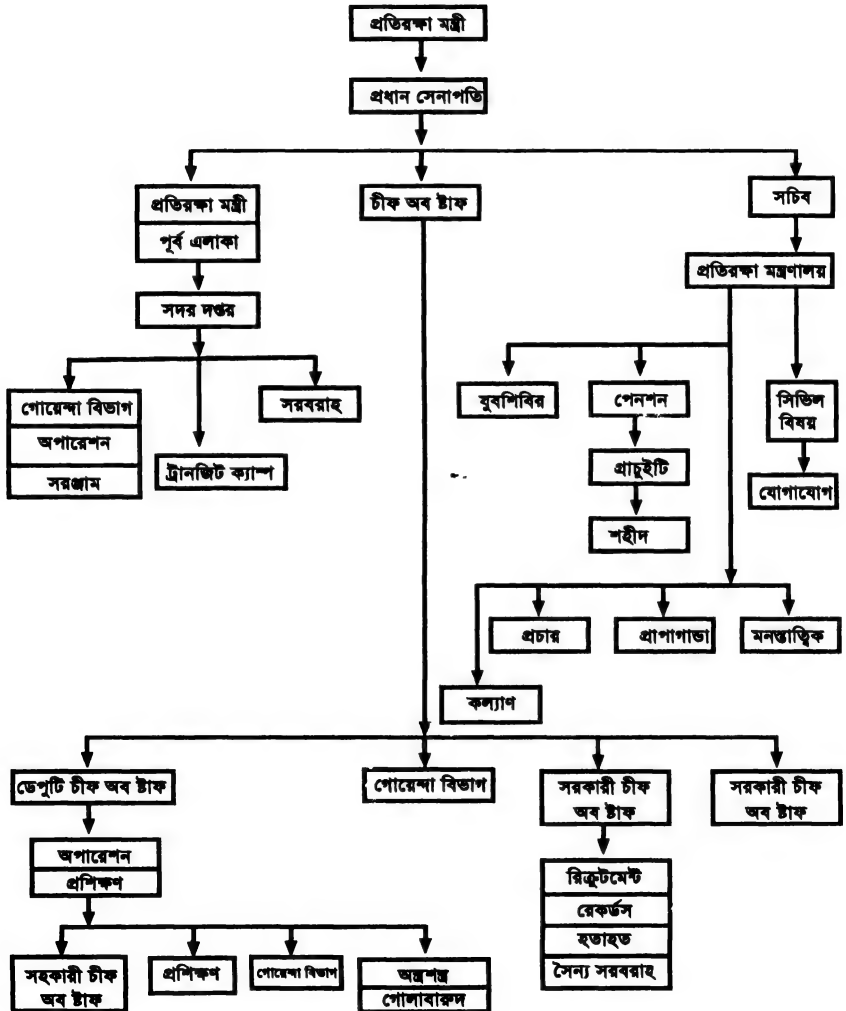 প্রতিরক্ষা মন্ত্রী
প্রধান সেনাপতি
প্রতিরক্ষা মন্ত্রী
পূর্ব এলাকা
চীফ অব ষ্টাফ
সচিব
প্রতিরক্ষা মন্ত্রণালয়
সদর দপ্তর
গোয়েন্দা বিভাগ
অপারেশন
সরঞ্জাম
ট্রানজিট ক্যাম্প
সরবরাহ
যুবশিবির
পেনশন
গ্রাচুইটি
শহীদ
সিভিল
বিষয়
যোগাযোগ
প্রচার
প্রাপাগান্ডা
মনস্তাত্বিক
কল্যাণ
ডেপুটি চীফ অব ষ্টাফ
গোয়েন্দা বিভাগ
সরকারী চীফ
অব ষ্টাফ
সরকারী চীফ
অব ষ্টাফ
অপারেশন
প্রশিক্ষণ
রিক্রুটমেন্ট
রেকর্ডস
হতাহত
সৈন্য সরবরাহ
সহকারী চীফ
অব ষ্টাফ
প্রশিক্ষণ
গোয়েন্দা বিভাগ
অস্ত্রশস্ত্র
গোলাবারুদ